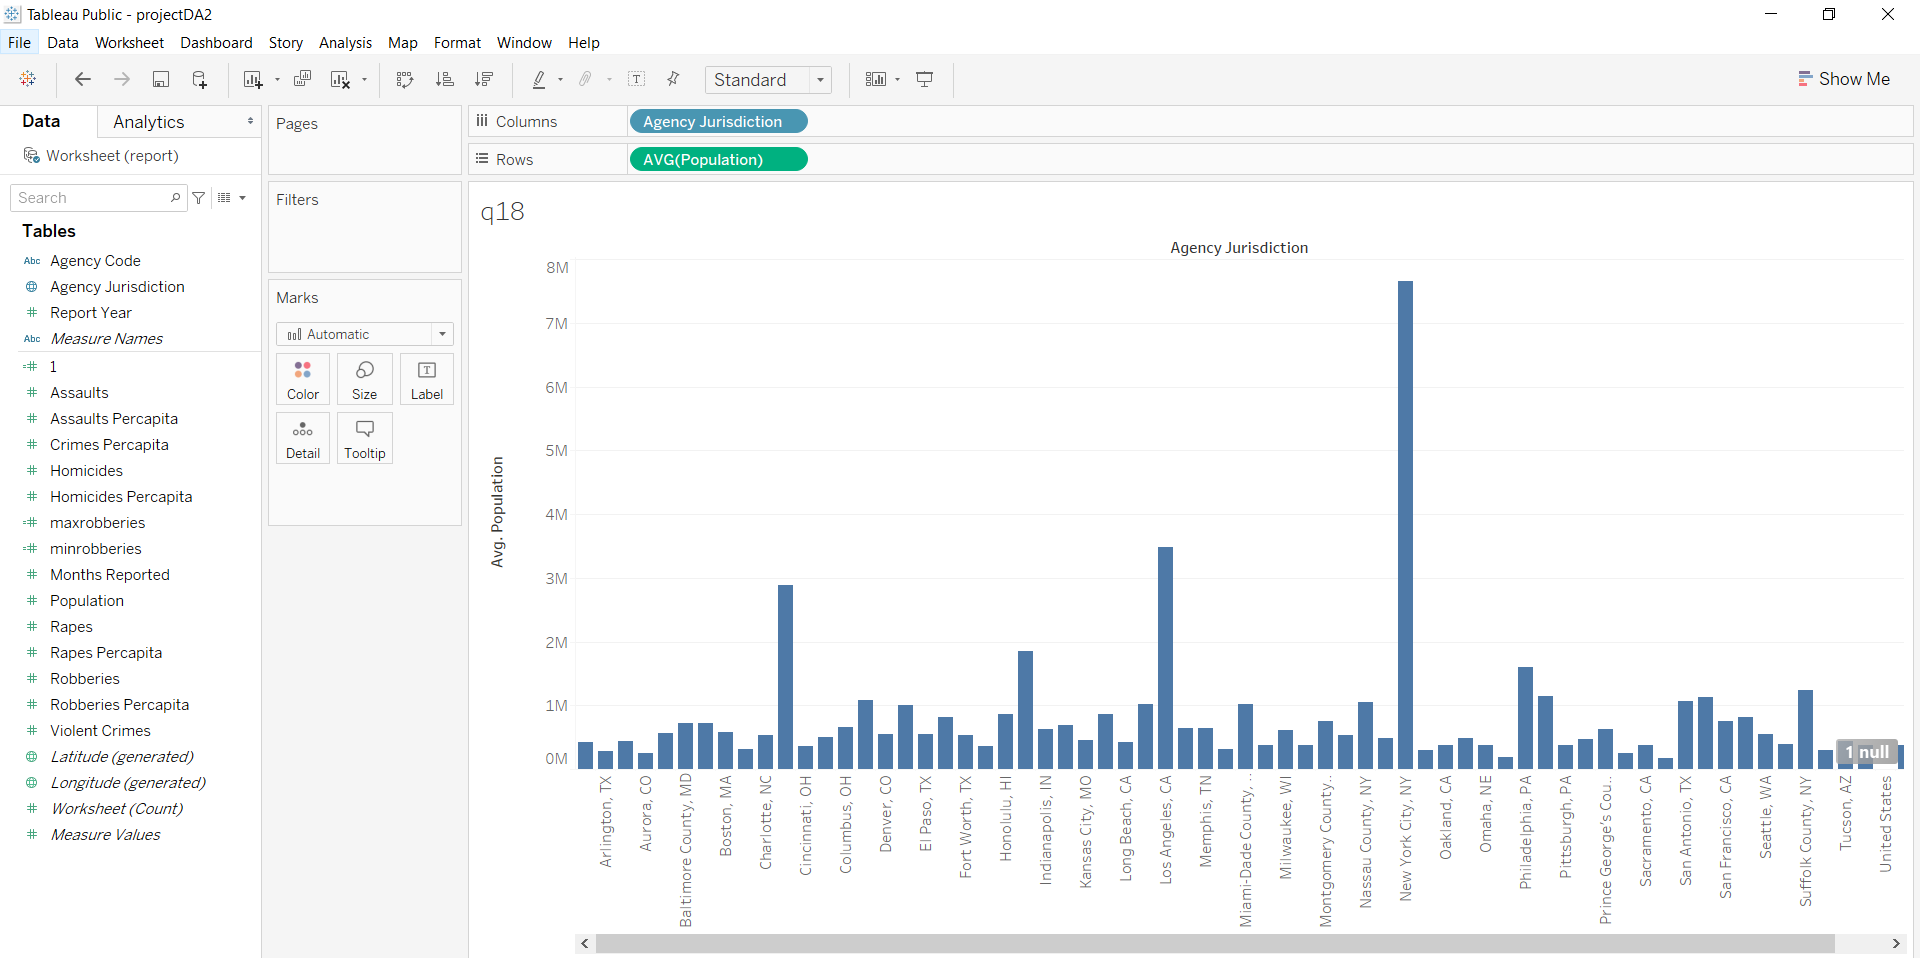 Tableau Public - projectDA2
File Data Worksheet Dashboard Story Analysis Map Format Window Help
Standard
Show Me
Data Analytics
Worksheet (report)
Search
Tables
Abc Agency Code
Agency Jurisdiction
# Report Year
Abc Measure Names
=# 1
# Assaults
# Assaults Percapita
# Crimes Percapita
# Homicides
# Homicides Percapita
=# maxrobberies
=# minrobberies
# Months Reported
# Population
# Rapes
# Rapes Percapita
# Robberies
# Robberies Percapita
# Violent Crimes
Latitude (generated)
Longitude (generated)
# Worksheet (Count)
# Measure Values
Pages
Filters
Marks
Automatic
Color Size Label
Detail Tooltip
Columns Agency Jurisdiction
Rows AVG(Population)
q18
Agency Jurisdiction
8M
7M
6M
5M
4M
3M
2M
1M
0M
Avg. Population
1 null
Arlington, TX
Aurora, CO
Baltimore County, MD
Boston, MA
Charlotte, NC
Cincinnati, OH
Columbus, OH
Denver, CO
El Paso, TX
Fort Worth, TX
Honolulu, HI
Indianapolis, IN
Kansas City, MO
Long Beach, CA
Los Angeles, CA
Memphis, TN
Miami-Dade County, ..
Milwaukee, WI
Montgomery County..
Nassau County, NY
New York City, NY
Oakland, CA
Omaha, NE
Philadelphia, PA
Pittsburgh, PA
Prince George's Cou..
Sacramento, CA
San Antonio, TX
San Francisco, CA
Seattle, WA
Suffolk County, NY
Tucson, AZ
United States